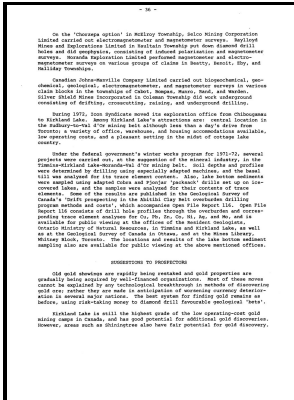 - 36 -
On the 'Chorzepa option' in McElroy Township, Selco Mining Corporation
Limited carried out electromagnetometer and magnetometer surveys. Rayllloyd
Mines and Explorations Limited in Haultain Township put down diamond drill
holes and did geophysics, consisting of induced polarization and magnetometer
surveys. Noranda Exploration Limited performed magnetometer and electro-
magnetometer surveys on various groups of claims in Beatty, Benoit, Eby, and
Holliday Townships.
Canadian Johns-Manville Company Limited carried out biogeochemical, geo-
chemical, geological, electromagnetometer, and magnetometer surveys in various
claim blocks in the townships of Cabot, Hoopes, Munro, Rand, and Warden.
Silver Shield Mines Incorporated in Coleman Township did work underground
consisting of drifting, crosscutting, raising, and underground drilling.
During 1972, Iron Syndicate moved its exploration office from Chibougamau
to Kirkland Lake. Among Kirkland Lake's attractions are: central location in
the Sudbury-to-Val d'Or mining belt although less than a day's drive from
Toronto; a variety of office, warehouse, and housing accommodations available,
low operating costs, and a pleasant setting in the midst of cottage lake
country.
Under the federal government's winter works program for 1971-72, several
projects were carried out, at the suggestion of the mineral industry, in the
Timmins-Kirkland Lake-Noranda-Val d'Or mining belt. Soil depths and profiles
were determined by drilling using especially adapted machines, and the basal
till was analyzed for its trace element content. Also, lake bottom sediments
were sampled using adapted Pionjar 'packsack' drills set up on ice-
covered lakes, and the samples were analyzed for their contents of trace
elements. Some of the results are published in the Geological Survey of
Canada's 'Drift prospecting in the Abitibi Clay Belt overburden drilling
program methods and costs', which accompanies Open File Report 116. Open File
Report 116 consists of drill hole profiles through the overburden and corres-
ponding trace element analyses for Cu, Pb, Zn, Co, Ni, Ag, and Mn, and is
available for public viewing at the offices of the Resident Geologists,
Ontario Ministry of Natural Resources, in Timmins and Kirkland Lake, as well
as at the Geological Survey of Canada in Ottawa, and at the Mines Library,
Whitney Block, Toronto. The locations and results of the lake bottom sediment
sampling also are available for public viewing at the above mentioned offices.
SUGGESTIONS TO PROSPECTORS
Old gold showings are rapidly being restaked and gold properties are
gradually being acquired by well-financed organizations. Most of these moves
cannot be explained by any technological breakthrough in methods of discovering
gold ore; rather they are made in anticipation of worsening currency deterior-
ation in several major nations. The best system for finding gold remains as
before, using risk-taking money to diamond drill favourable geological 'bets'.
Kirkland Lake is still the highest grade of the low operating-cost gold
mining camps in Canada, and has good potential for additional gold discoveries.
However, areas such as Shiningtree also have fair potential for gold discovery.